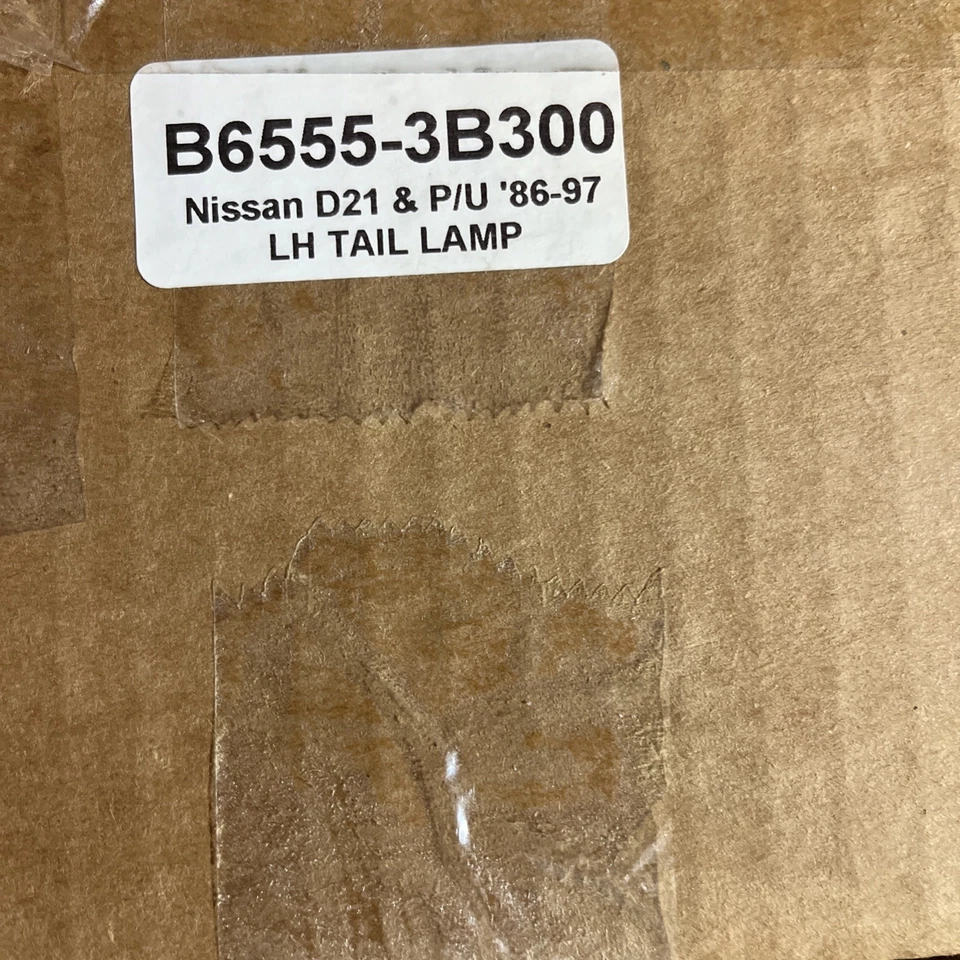 B6555-3B300
Nissan D21 & P/U '86-97
LH TAIL LAMP